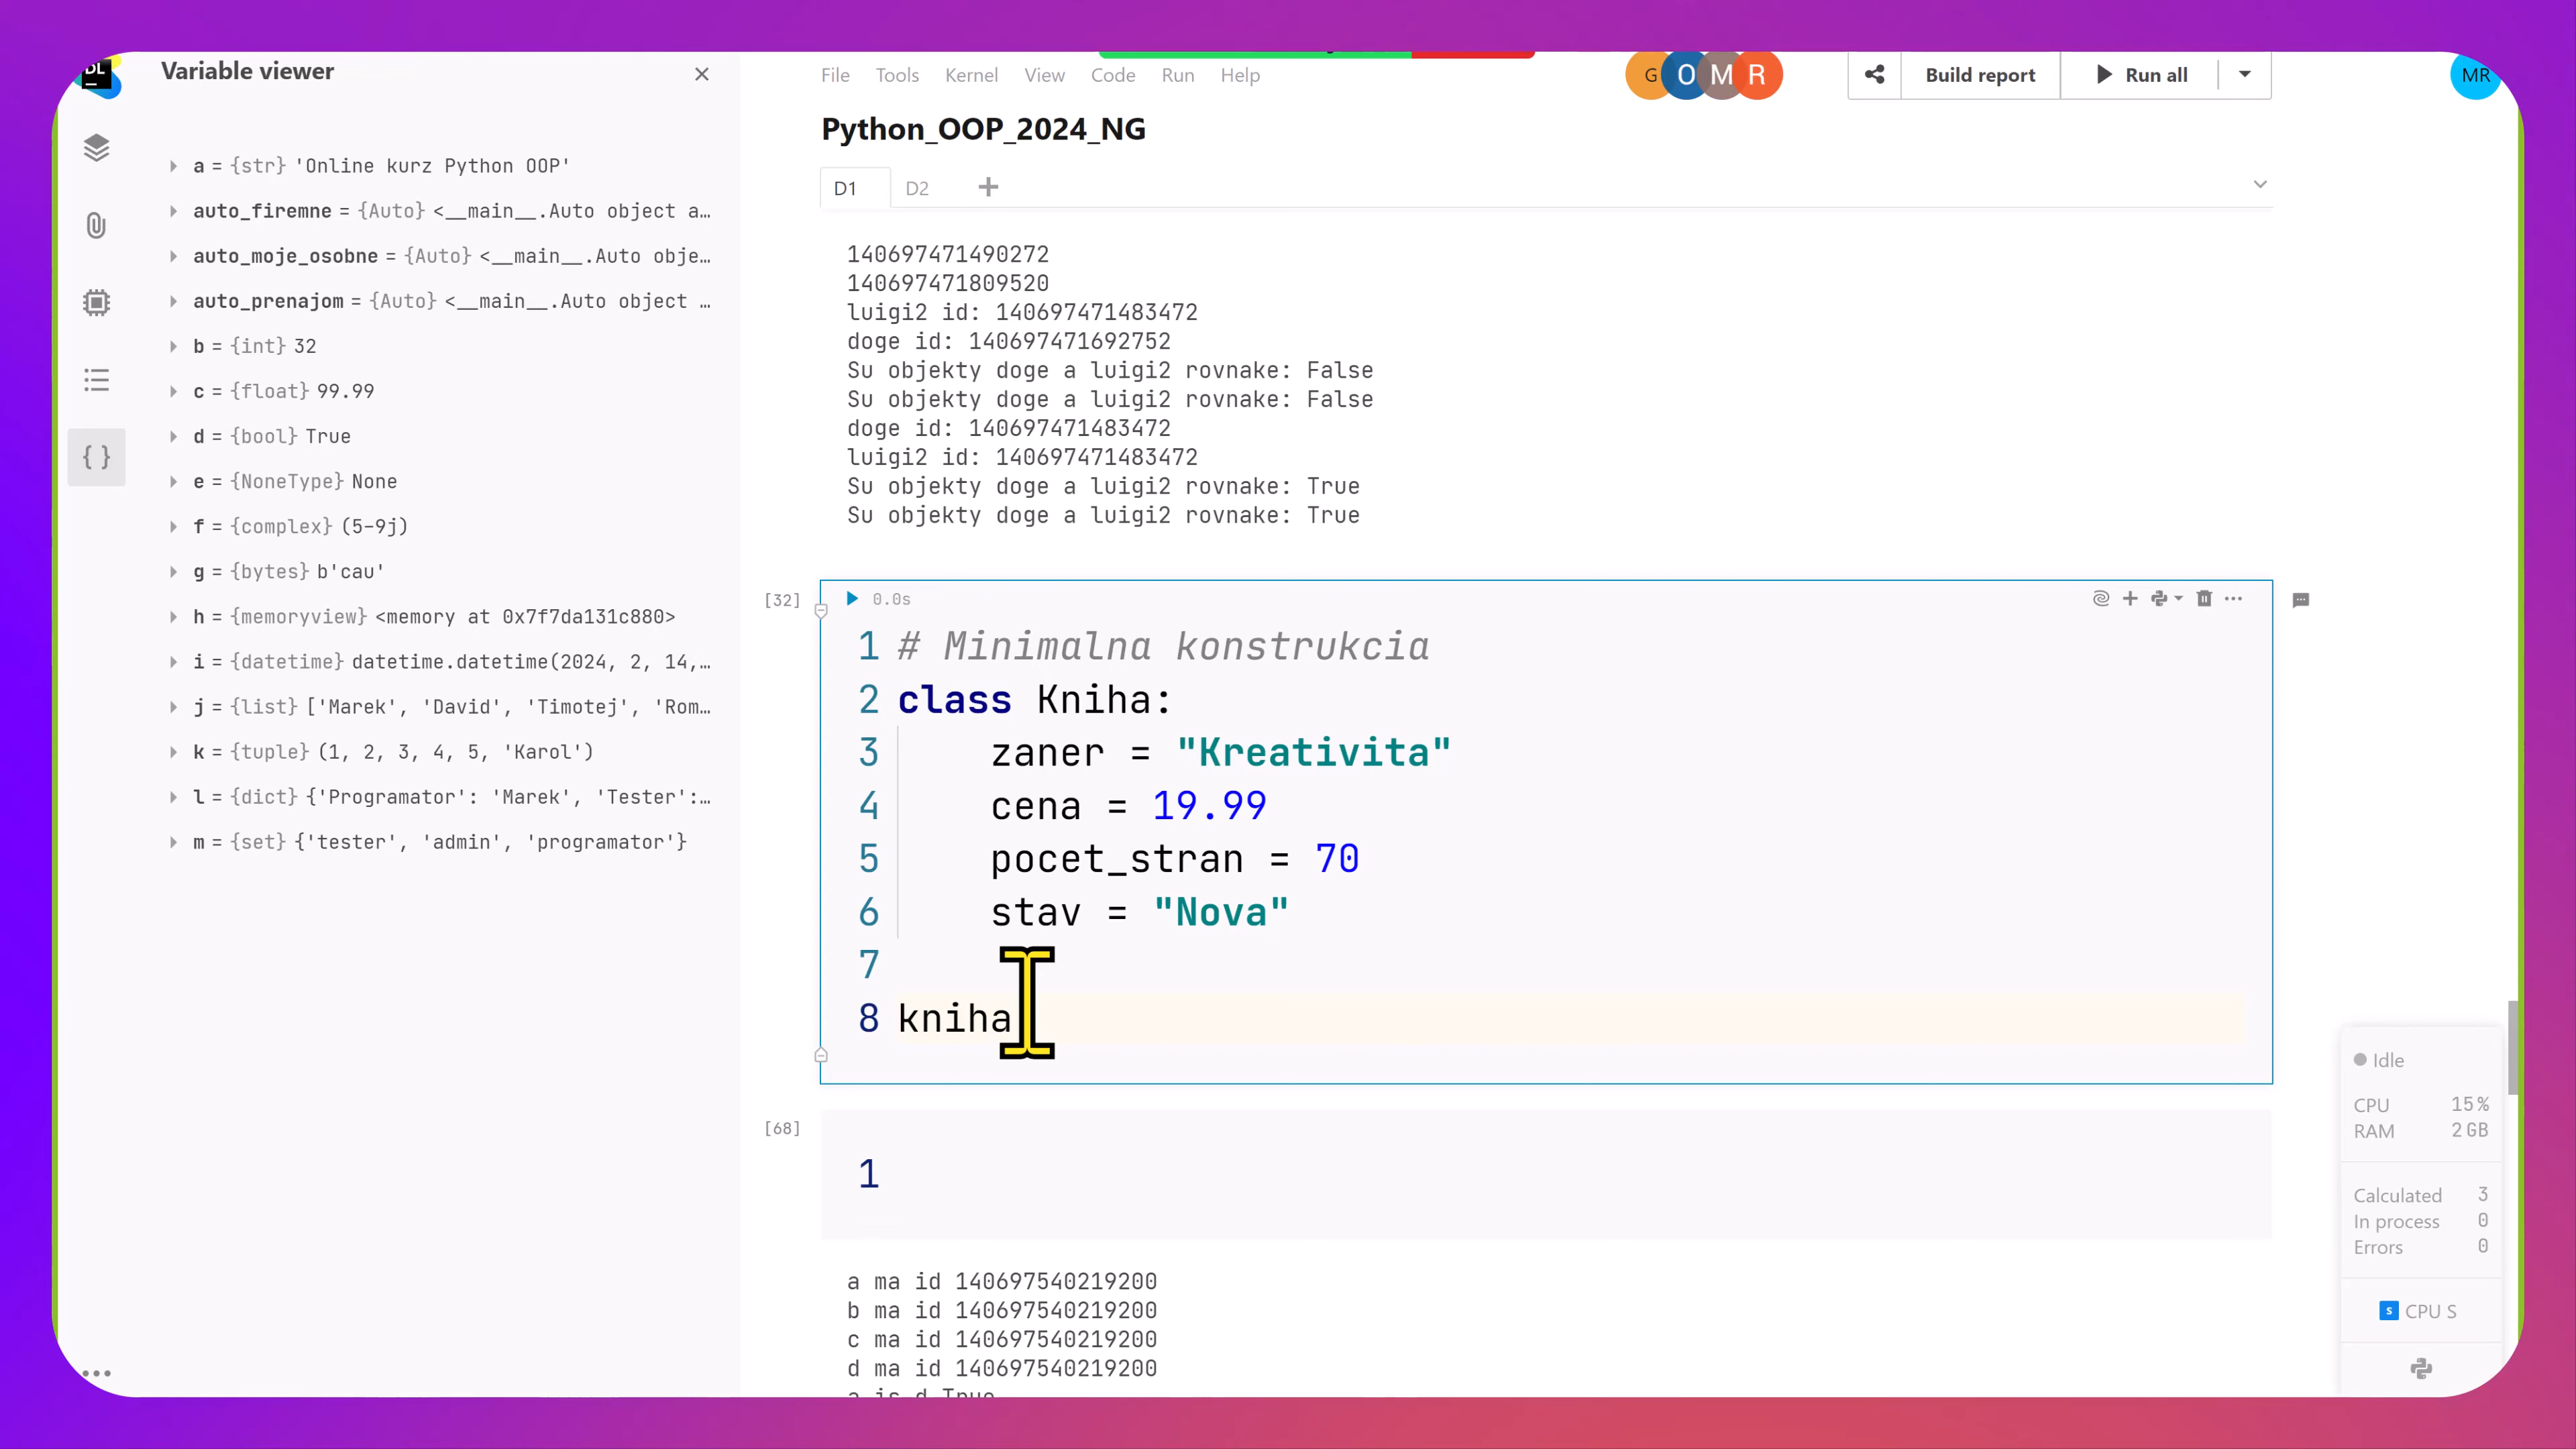 DL
Variable viewer
a = {str} 'Online kurz Python OOP'
auto_firemne = {Auto} <__main__.Auto object a…
auto_moje_osobne = {Auto} <__main__.Auto obje…
auto_prenajom = {Auto} <__main__.Auto object …
b = {int} 32
c = {float} 99.99
d = {bool} True
e = {NoneType} None
f = {complex} (5-9j)
g = {bytes} b'cau'
h = {memoryview} <memory at 0x7f7da131c880>
i = {datetime} datetime.datetime(2024, 2, 14,…
j = {list} ['Marek', 'David', 'Timotej', 'Rom…
k = {tuple} (1, 2, 3, 4, 5, 'Karol')
l = {dict} {'Programator': 'Marek', 'Tester':…
m = {set} {'tester', 'admin', 'programator'}
File Tools Kernel View Code Run Help
G O M R
Build report
Run all
MR
Python_OOP_2024_NG
D1 D2
140697471490272
140697471809520
luigi2 id: 140697471483472
doge id: 140697471692752
Su objekty doge a luigi2 rovnake: False
Su objekty doge a luigi2 rovnake: False
doge id: 140697471483472
luigi2 id: 140697471483472
Su objekty doge a luigi2 rovnake: True
Su objekty doge a luigi2 rovnake: True
[32] 0.0s
1 # Minimalna konstrukcia
2 class Kniha:
3 zaner = "Kreativita"
4 cena = 19.99
5 pocet_stran = 70
6 stav = "Nova"
7
8 kniha
[68]
1
a ma id 140697540219200
b ma id 140697540219200
c ma id 140697540219200
d ma id 140697540219200
a is d True
Idle
CPU 15%
RAM 2 GB
Calculated 3
In process 0
Errors 0
S CPU S